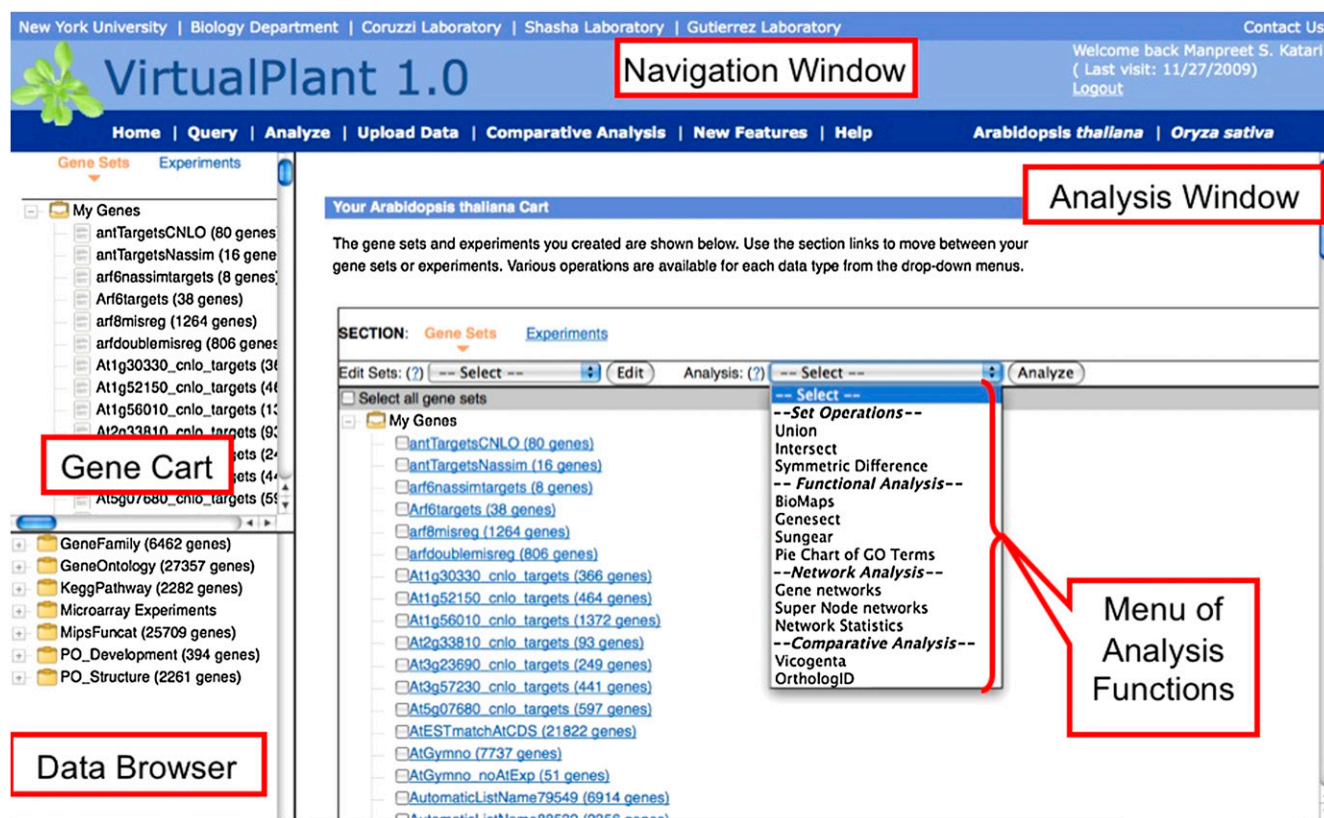 New York University | Biology Department | Coruzzi Laboratory | Shasha Laboratory | Gutierrez Laboratory
Contact Us
VirtualPlant 1.0
Navigation Window
Welcome back Manpreet S. Katari
( Last visit: 11/27/2009)
Logout
Home | Query | Analyze | Upload Data | Comparative Analysis | New Features | Help
Arabidopsis thaliana | Oryza sativa
Gene Sets Experiments
My Genes
antTargetsCNLO (80 genes
antTargetsNassim (16 gene
arf6nassimtargets (8 genes)
Arf6targets (38 genes)
arf8misreg (1264 genes)
arfdoublemisreg (806 genes
At1g30330_cnlo_targets (36
At1g52150_cnlo_targets (46
At1g56010_cnlo_targets (13
At2g33810_cnlo_targets (93
ets (24
ets (44
At5g07680_cnlo_targets (59
Gene Cart
GeneFamily (6462 genes)
GeneOntology (27357 genes)
KeggPathway (2282 genes)
Microarray Experiments
MipsFuncat (25709 genes)
PO_Development (394 genes)
PO_Structure (2261 genes)
Data Browser
Analysis Window
Your Arabidopsis thaliana Cart
The gene sets and experiments you created are shown below. Use the section links to move between your
gene sets or experiments. Various operations are available for each data type from the drop-down menus.
SECTION: Gene Sets Experiments
Edit Sets: (?) -- Select -- Edit Analysis: (?) -- Select -- Analyze
Select all gene sets
My Genes
antTargetsCNLO (80 genes)
antTargetsNassim (16 genes)
arf6nassimtargets (8 genes)
Arf6targets (38 genes)
arf8misreg (1264 genes)
arfdoublemisreg (806 genes)
At1g30330_cnlo_targets (366 genes)
At1g52150_cnlo_targets (464 genes)
At1g56010_cnlo_targets (1372 genes)
At2g33810_cnlo_targets (93 genes)
At3g23690_cnlo_targets (249 genes)
At3g57230_cnlo_targets (441 genes)
At5g07680_cnlo_targets (597 genes)
AtESTmatchAtCDS (21822 genes)
AtGymno (7737 genes)
AtGymno_noAtExp (51 genes)
AutomaticListName79549 (6914 genes)
-- Select --
--Set Operations--
Union
Intersect
Symmetric Difference
-- Functional Analysis--
BioMaps
Genesect
Sungear
Pie Chart of GO Terms
--Network Analysis--
Gene networks
Super Node networks
Network Statistics
--Comparative Analysis--
Vicogenta
OrthologID
Menu of
Analysis
Functions